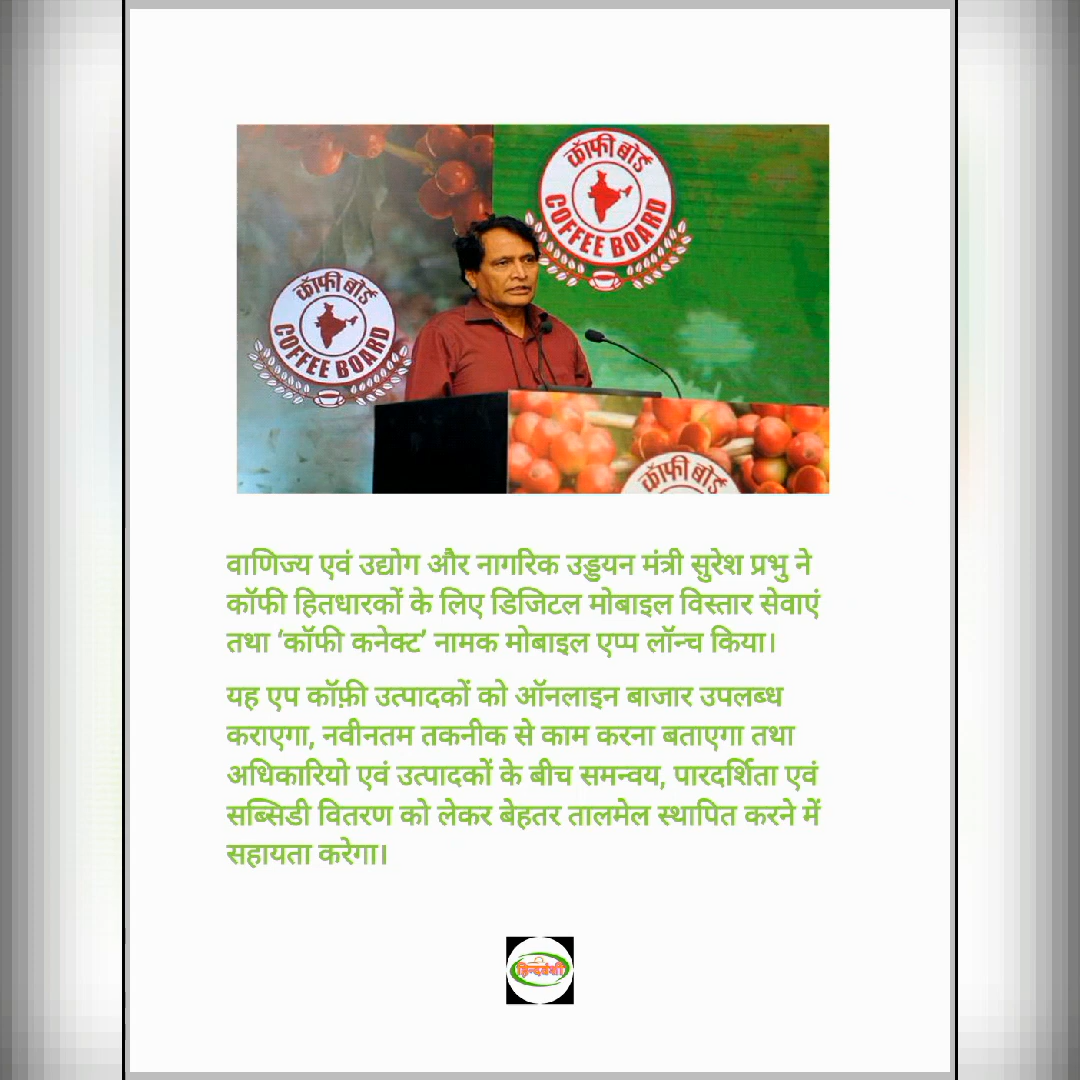 कॉफी बोर्ड
COFFEE BOARD
कॉफी बोर्ड
COFFEE BOARD
कॉफी बोर्ड
वाणिज्य एवं उद्योग और नागरिक उड्डयन मंत्री सुरेश प्रभु ने
कॉफी हितधारकों के लिए डिजिटल मोबाइल विस्तार सेवाएं
तथा 'कॉफी कनेक्ट’ नामक मोबाइल एप्प लॉन्च किया।
यह एप कॉफ़ी उत्पादकों को ऑनलाइन बाजार उपलब्ध
कराएगा, नवीनतम तकनीक से काम करना बताएगा तथा
अधिकारियो एवं उत्पादकों के बीच समन्वय, पारदर्शिता एवं
सब्सिडी वितरण को लेकर बेहतर तालमेल स्थापित करने में
सहायता करेगा।
हिन्दवंशी